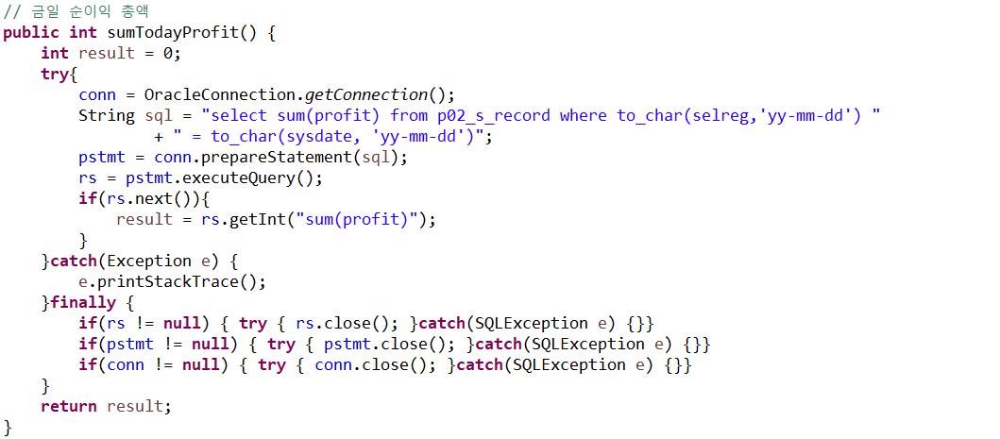 // 금일 순이익 총액
public int sumTodayProfit() {
    int result = 0;
    try{
        conn = OracleConnection.getConnection();
        String sql = "select sum(profit) from p02_s_record where to_char(selreg,'yy-mm-dd') "
                + " = to_char(sysdate, 'yy-mm-dd')";
        pstmt = conn.prepareStatement(sql);
        rs = pstmt.executeQuery();
        if(rs.next()){
            result = rs.getInt("sum(profit)");
        }
    }catch(Exception e) {
        e.printStackTrace();
    }finally {
        if(rs != null) { try { rs.close(); }catch(SQLException e) {}}
        if(pstmt != null) { try { pstmt.close(); }catch(SQLException e) {}}
        if(conn != null) { try { conn.close(); }catch(SQLException e) {}}
    }
    return result;
}